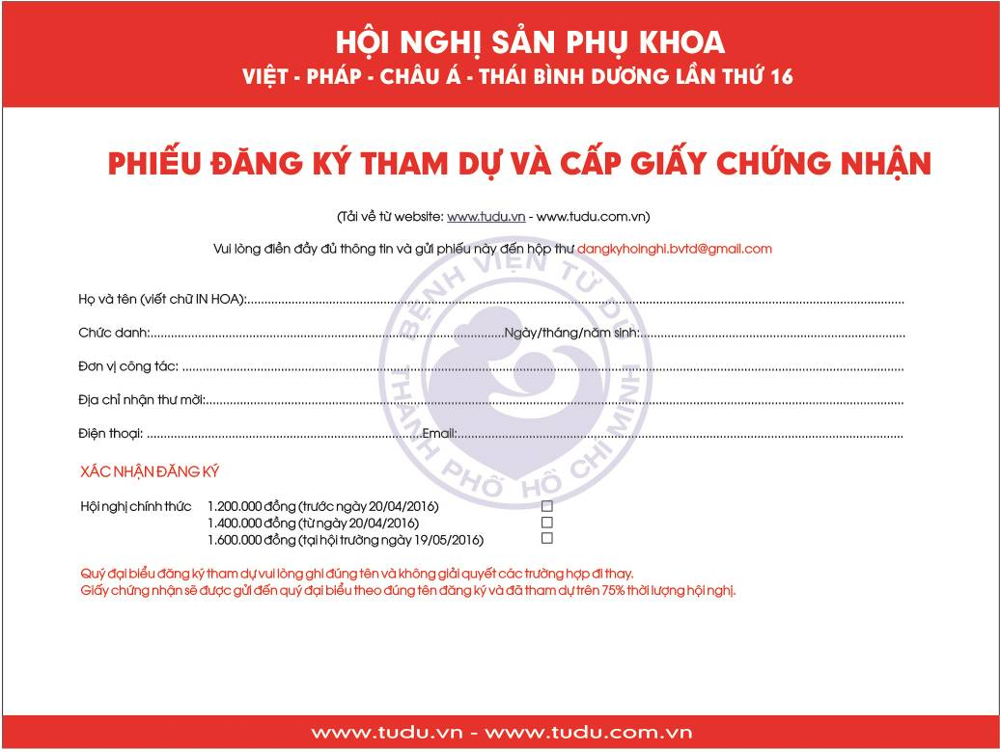 HỘI NGHỊ SẢN PHỤ KHOA
VIỆT - PHÁP - CHÂU Á - THÁI BÌNH DƯƠNG LẦN THỨ 16
PHIẾU ĐĂNG KÝ THAM DỰ VÀ CẤP GIẤY CHỨNG NHẬN
(Tải về từ website: www.tudu.vn - www.tudu.com.vn)
Vui lòng điền đầy đủ thông tin và gửi phiếu này đến hộp thư dangkyhoinghi.bvtd@gmail.com
BỆNH VIỆN TỪ DŨ
THÀNH PHỐ HỒ CHÍ MINH
Họ và tên (viết chữ IN HOA):
Chức danh: Ngày/tháng/năm sinh:
Đơn vị công tác:
Địa chỉ nhận thư mời:
Điện thoại: Email:
XÁC NHẬN ĐĂNG KÝ
Hội nghị chính thức 1.200.000 đồng (trước ngày 20/04/2016)
1.400.000 đồng (từ ngày 20/04/2016)
1.600.000 đồng (tại hội trường ngày 19/05/2016)
Quý đại biểu đăng ký tham dự vui lòng ghi đúng tên và không giải quyết các trường hợp đi thay.
Giấy chứng nhận sẽ được gửi đến quý đại biểu theo đúng tên đăng ký và đã tham dự trên 75% thời lượng hội nghị.
www.tudu.vn - www.tudu.com.vn